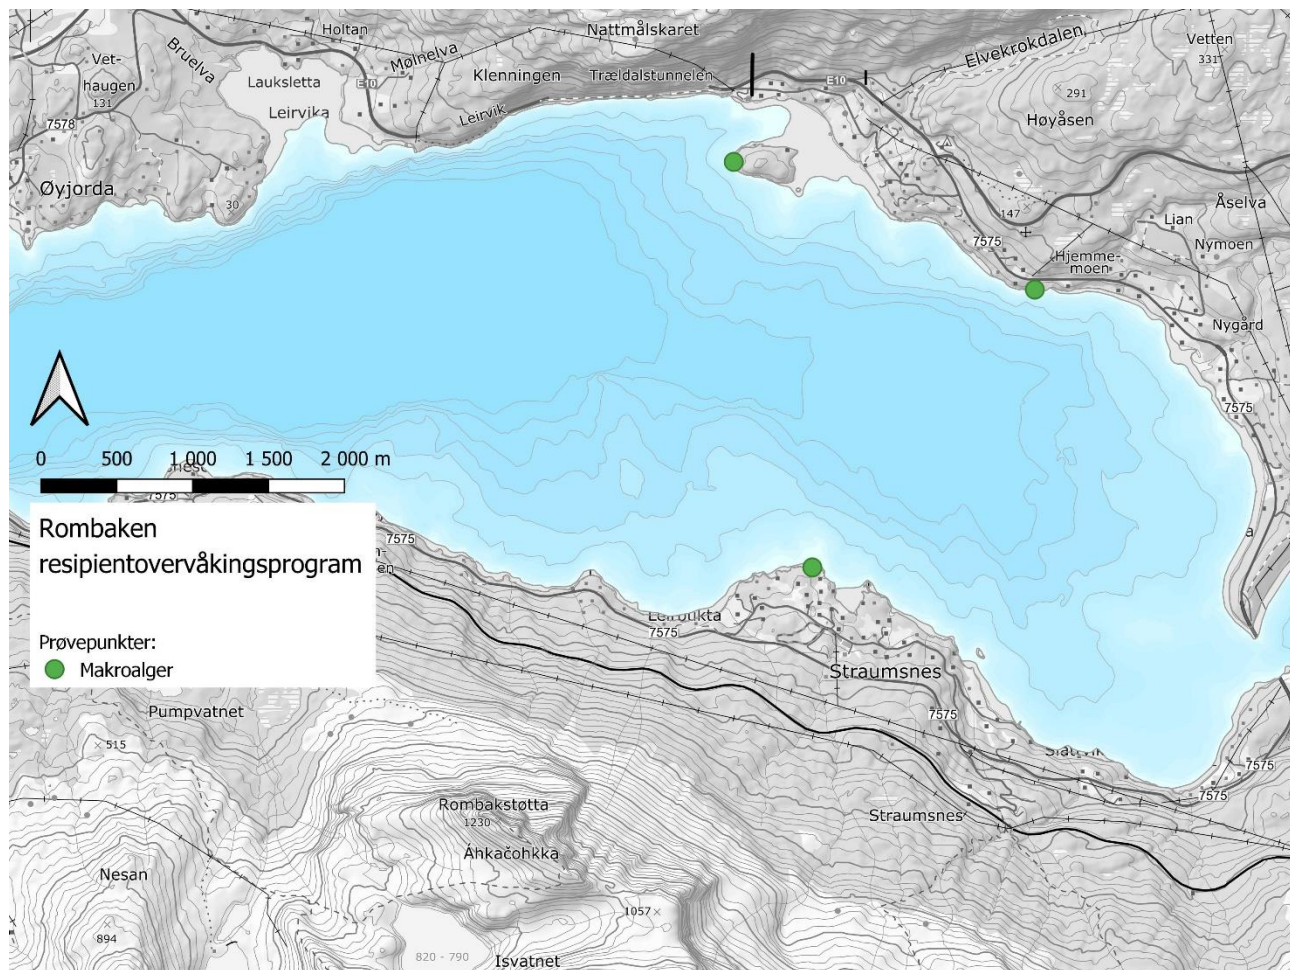 Holtan
Nattmålskaret
Elvekrokdalen
Vetten
331
Vet-
haugen
131
Bruelva
Mølnelva
Lauksletta
E10
Klenningen
Trældalstunnelen
E10
Leirvika
Leirvik
291
Høyåsen
7578
Øyjorda
30
147
7575
Lian
Åselva
Nymoen
Hjemme-
moen
Nygård
7575
0 500 1 000 1 500 2 000 m
7575
Rombaken
resipientovervåkingsprogram
7575
Prøvepunkter:
Makroalger
7575
Straumsnes
Pumpvatnet
515
7575
7575
7575
Straumsnes
Rombakstøtta
1230
Áhkačohkka
Nesan
894
1057
820 - 790
Isvatnet